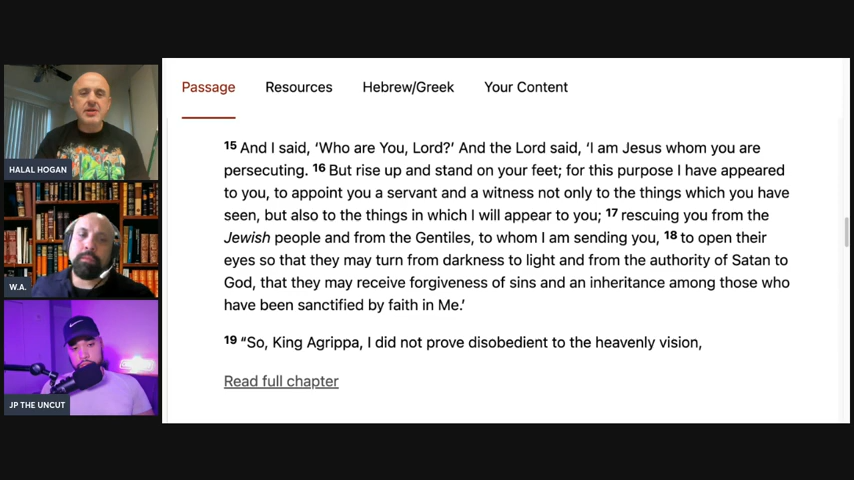 Passage
Resources
Hebrew/Greek
Your Content
15 And I said, ‘Who are You, Lord?’ And the Lord said, ‘I am Jesus whom you are
persecuting. 16 But rise up and stand on your feet; for this purpose I have appeared
to you, to appoint you a servant and a witness not only to the things which you have
seen, but also to the things in which I will appear to you; 17 rescuing you from the
Jewish people and from the Gentiles, to whom I am sending you, 18 to open their
eyes so that they may turn from darkness to light and from the authority of Satan to
God, that they may receive forgiveness of sins and an inheritance among those who
have been sanctified by faith in Me.’
19 “So, King Agrippa, I did not prove disobedient to the heavenly vision,
Read full chapter
HALAL HOGAN
W.A.
JP THE UNCUT